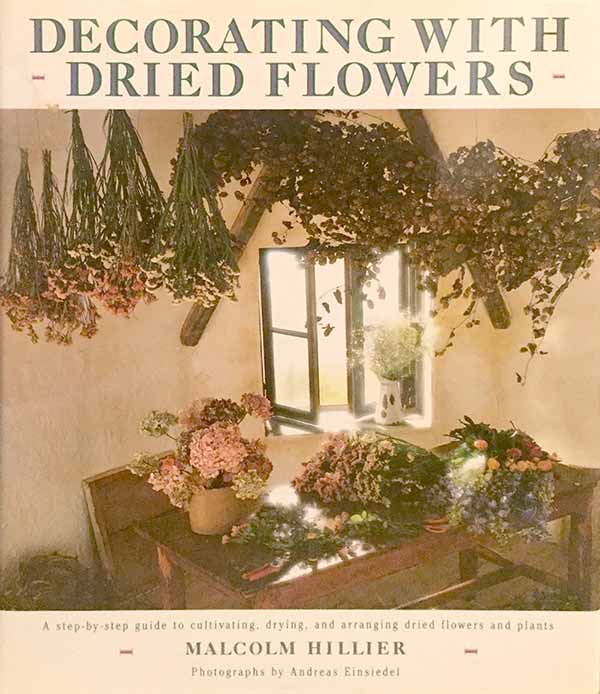 DECORATING WITH
DRIED FLOWERS
A step-by-step guide to cultivating, drying, and arranging dried flowers and plants
MALCOLM HILLIER
Photographs by Andreas Einsiedel